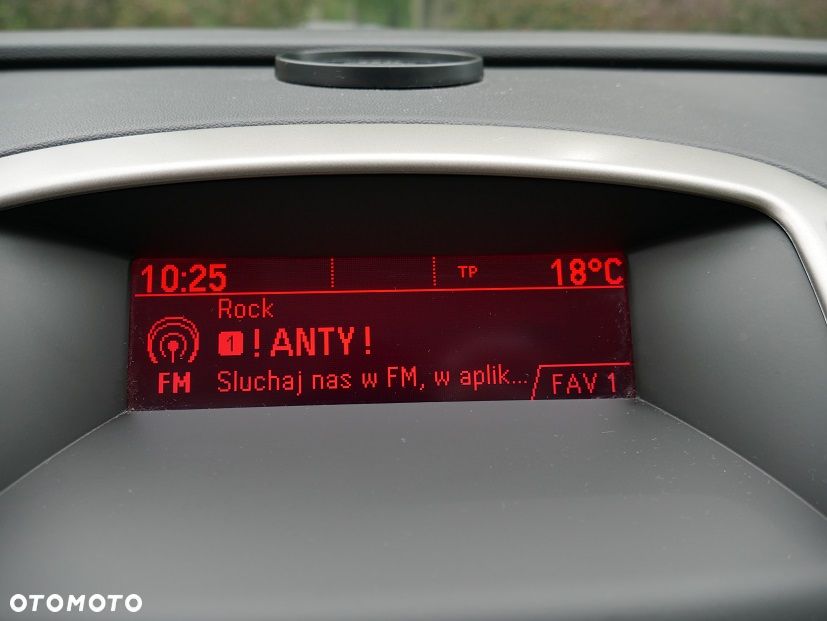 10:25 TP 18°C
Rock
1 ! ANTY !
FM Sluchaj nas w FM, w aplik... FAV 1
OTOMOTO